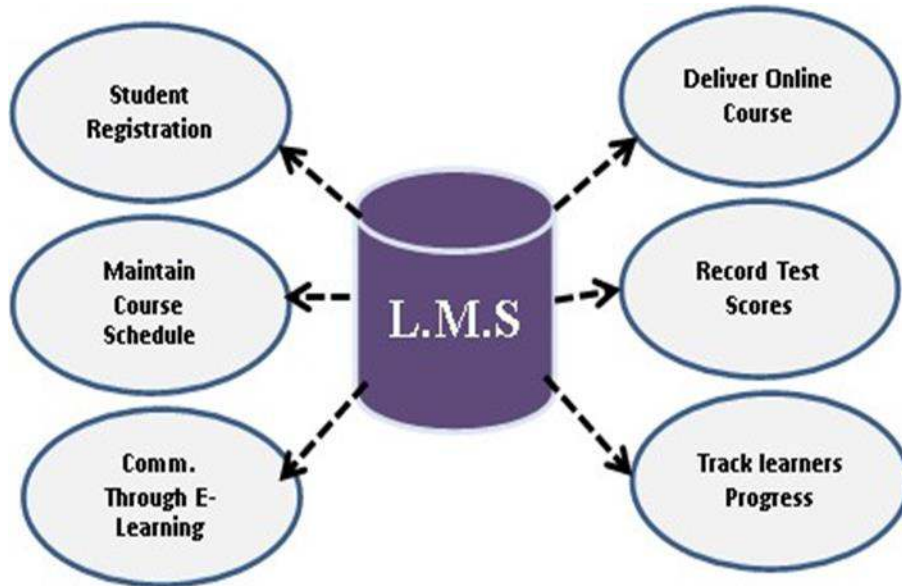 Student
Registration
Maintain
Course
Schedule
Comm.
Through E-
Learning
L.M.S
Deliver Online
Course
Record Test
Scores
Track learners
Progress